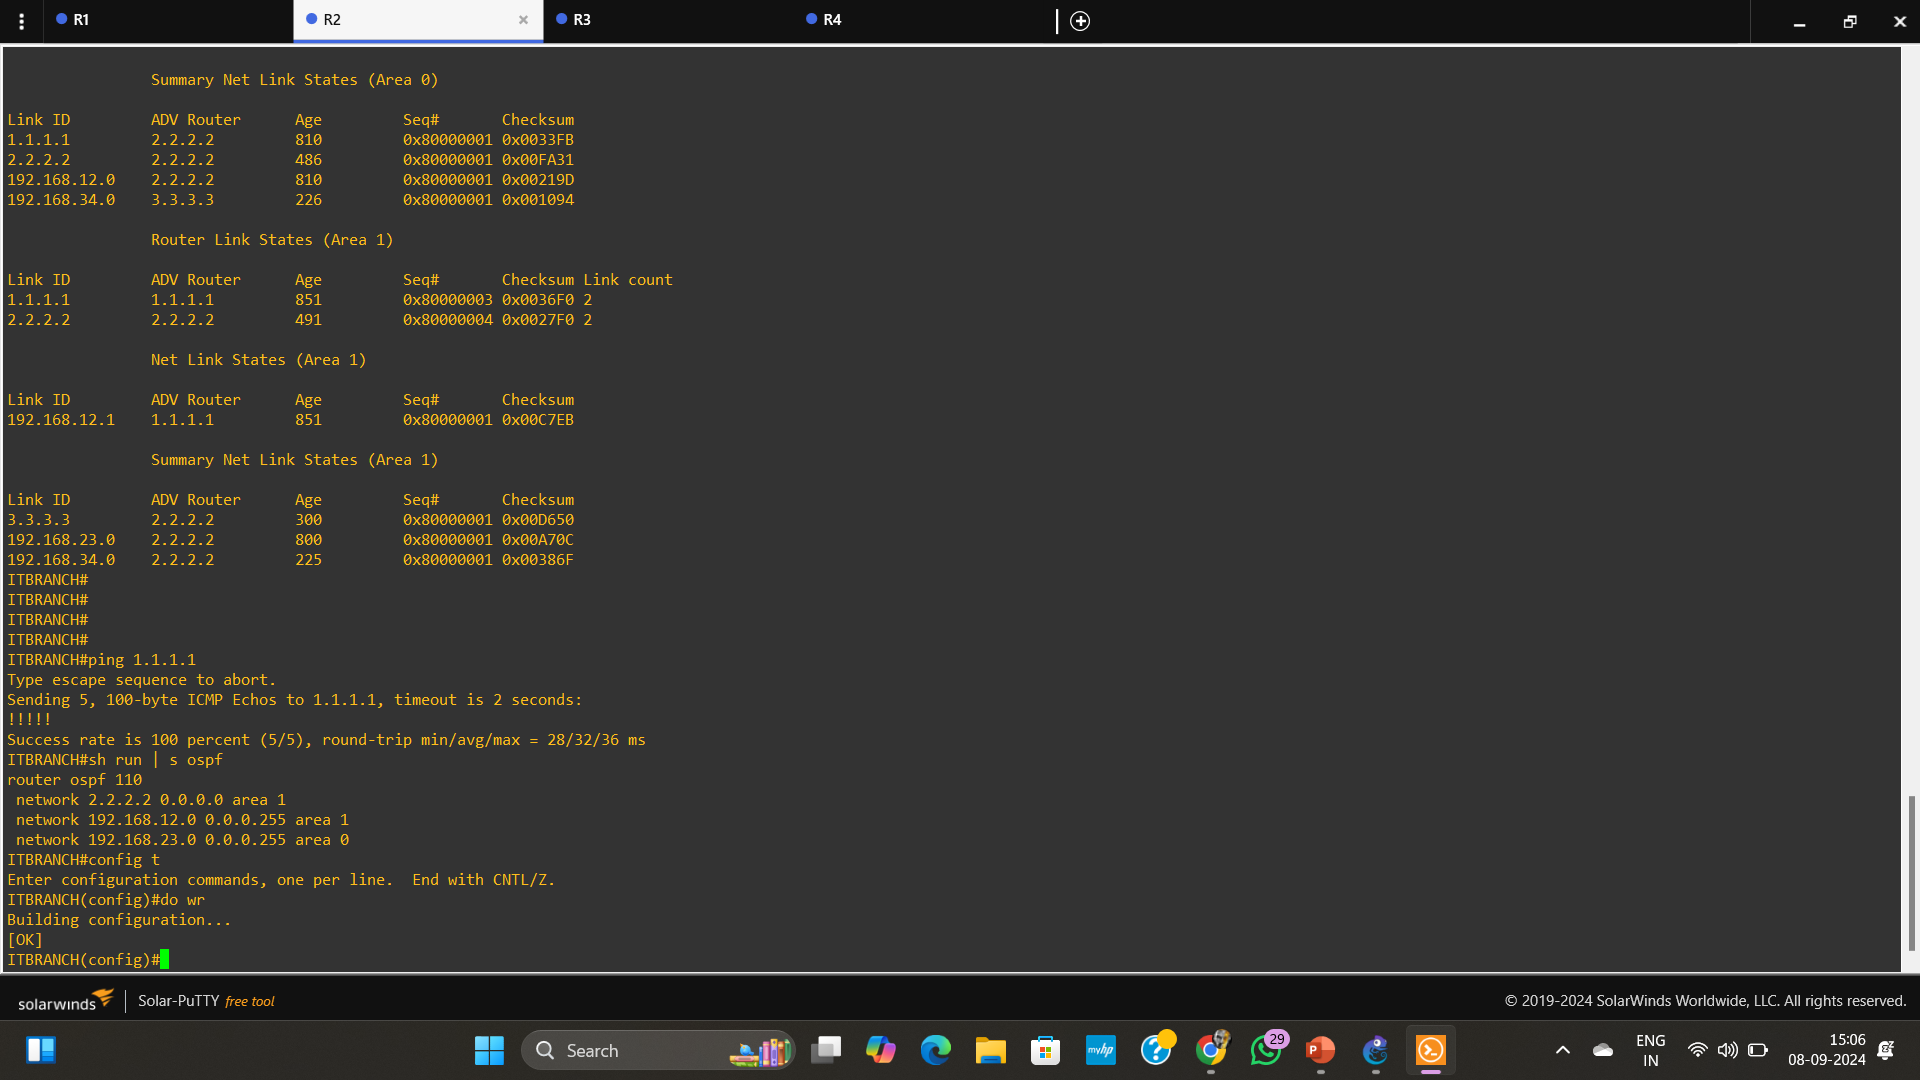 R1
R2
R3
R4
Summary Net Link States (Area 0)
Link ID ADV Router Age Seq# Checksum
1.1.1.1 2.2.2.2 810 0x80000001 0x0033FB
2.2.2.2 2.2.2.2 486 0x80000001 0x00FA31
192.168.12.0 2.2.2.2 810 0x80000001 0x00219D
192.168.34.0 3.3.3.3 226 0x80000001 0x001094
Router Link States (Area 1)
Link ID ADV Router Age Seq# Checksum Link count
1.1.1.1 1.1.1.1 851 0x80000003 0x0036F0 2
2.2.2.2 2.2.2.2 491 0x80000004 0x0027F0 2
Net Link States (Area 1)
Link ID ADV Router Age Seq# Checksum
192.168.12.1 1.1.1.1 851 0x80000001 0x00C7EB
Summary Net Link States (Area 1)
Link ID ADV Router Age Seq# Checksum
3.3.3.3 2.2.2.2 300 0x80000001 0x00D650
192.168.23.0 2.2.2.2 800 0x80000001 0x00A70C
192.168.34.0 2.2.2.2 225 0x80000001 0x00386F
ITBRANCH#
ITBRANCH#
ITBRANCH#
ITBRANCH#
ITBRANCH#ping 1.1.1.1
Type escape sequence to abort.
Sending 5, 100-byte ICMP Echos to 1.1.1.1, timeout is 2 seconds:
!!!!!
Success rate is 100 percent (5/5), round-trip min/avg/max = 28/32/36 ms
ITBRANCH#sh run | s ospf
router ospf 110
 network 2.2.2.2 0.0.0.0 area 1
 network 192.168.12.0 0.0.0.255 area 1
 network 192.168.23.0 0.0.0.255 area 0
ITBRANCH#config t
Enter configuration commands, one per line.  End with CNTL/Z.
ITBRANCH(config)#do wr
Building configuration...
[OK]
ITBRANCH(config)#
solarwinds Solar-PuTTY free tool © 2019-2024 SolarWinds Worldwide, LLC. All rights reserved.
Search
myhp
29
ENG
IN
15:06
08-09-2024